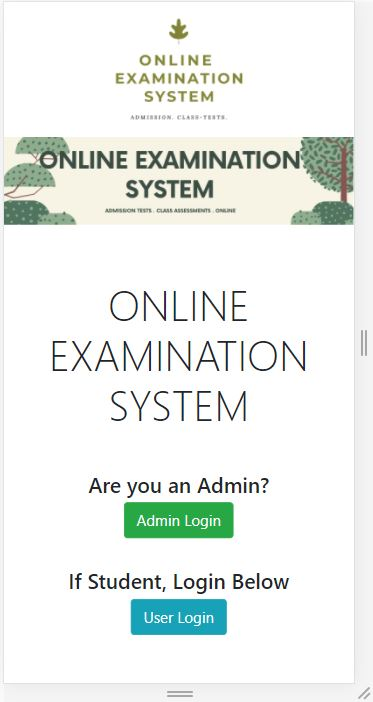 ONLINE
EXAMINATION
SYSTEM
ADMISSION. CLASS-TESTS.
ONLINE EXAMINATION
SYSTEM
ADMISSION TESTS . CLASS ASSESSMENTS . ONLINE
ONLINE
EXAMINATION
SYSTEM
Are you an Admin?
Admin Login
If Student, Login Below
User Login